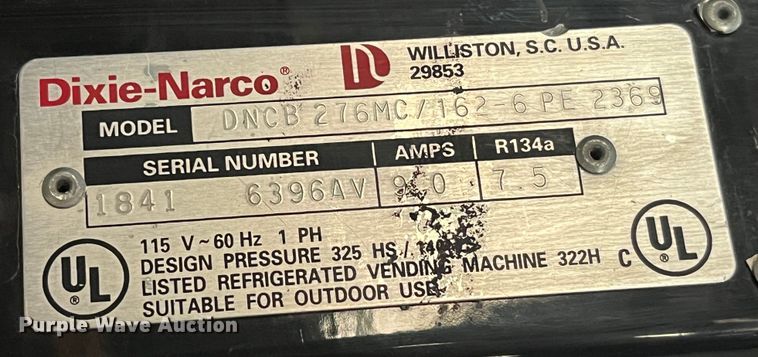 Dixie-Narco®
WILLISTON, S.C. U.S.A.
29853
MODEL DNCB 276MC/162-6 PE 2369
SERIAL NUMBER AMPS R134a
1841 6396AV 9.0 7.5
115 V~60 Hz 1 PH
DESIGN PRESSURE 325 HS/140
LISTED REFRIGERATED VENDING MACHINE 322H
SUITABLE FOR OUTDOOR USE
UL
C UL
Purple Wave Auction